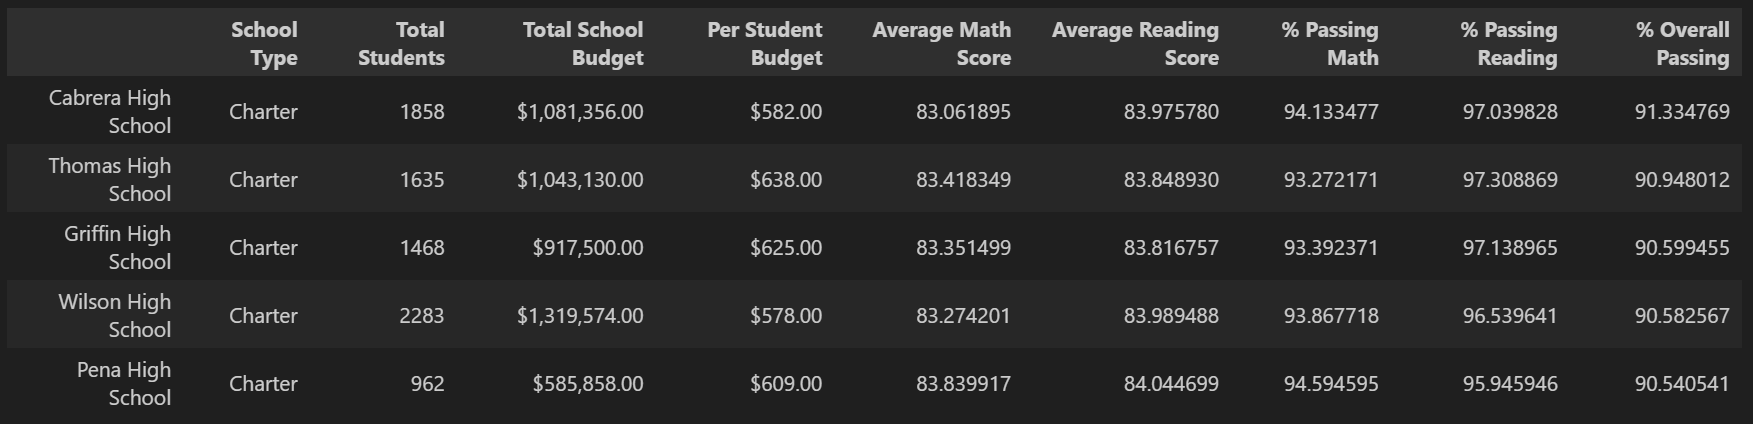 School Type Total Students Total School Budget Per Student Budget Average Math Score Average Reading Score % Passing Math % Passing Reading % Overall Passing
Cabrera High School Charter 1858 $1,081,356.00 $582.00 83.061895 83.975780 94.133477 97.039828 91.334769
Thomas High School Charter 1635 $1,043,130.00 $638.00 83.418349 83.848930 93.272171 97.308869 90.948012
Griffin High School Charter 1468 $917,500.00 $625.00 83.351499 83.816757 93.392371 97.138965 90.599455
Wilson High School Charter 2283 $1,319,574.00 $578.00 83.274201 83.989488 93.867718 96.539641 90.582567
Pena High School Charter 962 $585,858.00 $609.00 83.839917 84.044699 94.594595 95.945946 90.540541